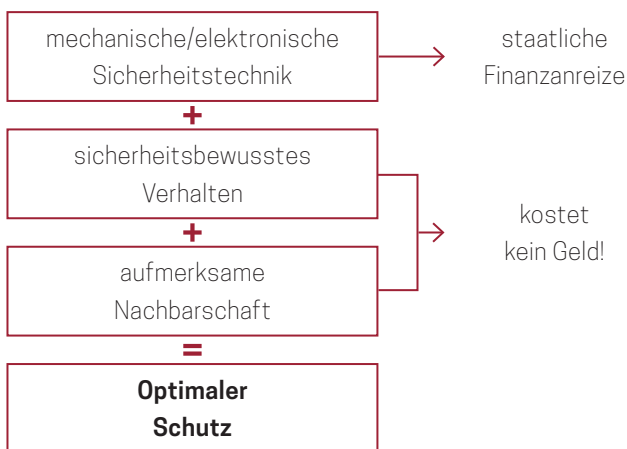 mechanische/elektronische
Sicherheitstechnik
staatliche
Finanzanreize
+
sicherheitsbewusstes
Verhalten
+
aufmerksame
Nachbarschaft
kostet
kein Geld!
=
Optimaler
Schutz